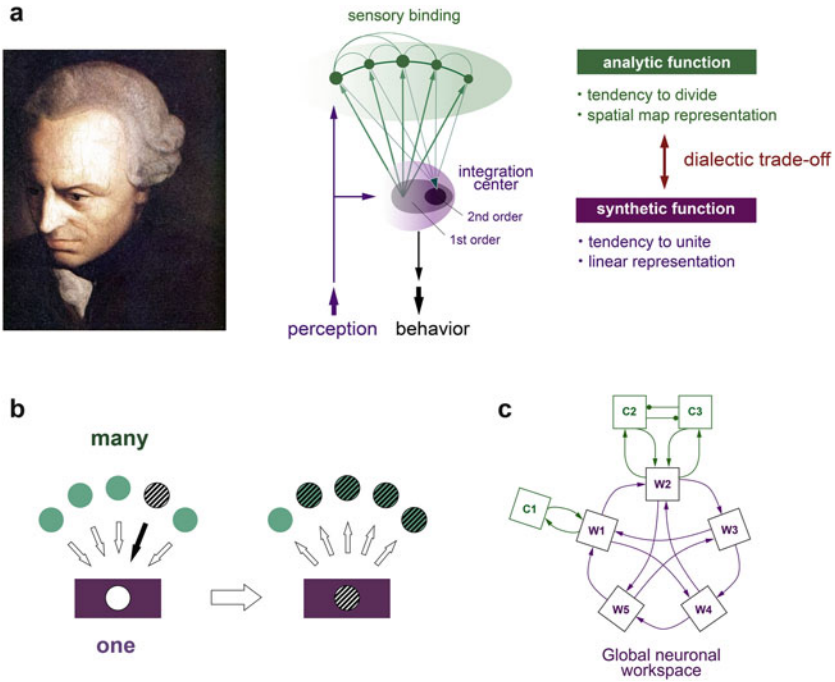 a
sensory binding
analytic function
• tendency to divide
• spatial map representation
dialectic trade-off
integration
center
2nd order
1st order
synthetic function
• tendency to unite
• linear representation
perception
behavior
b
many
one
c
C2
C3
W2
C1
W1
W3
W5
W4
Global neuronal
workspace